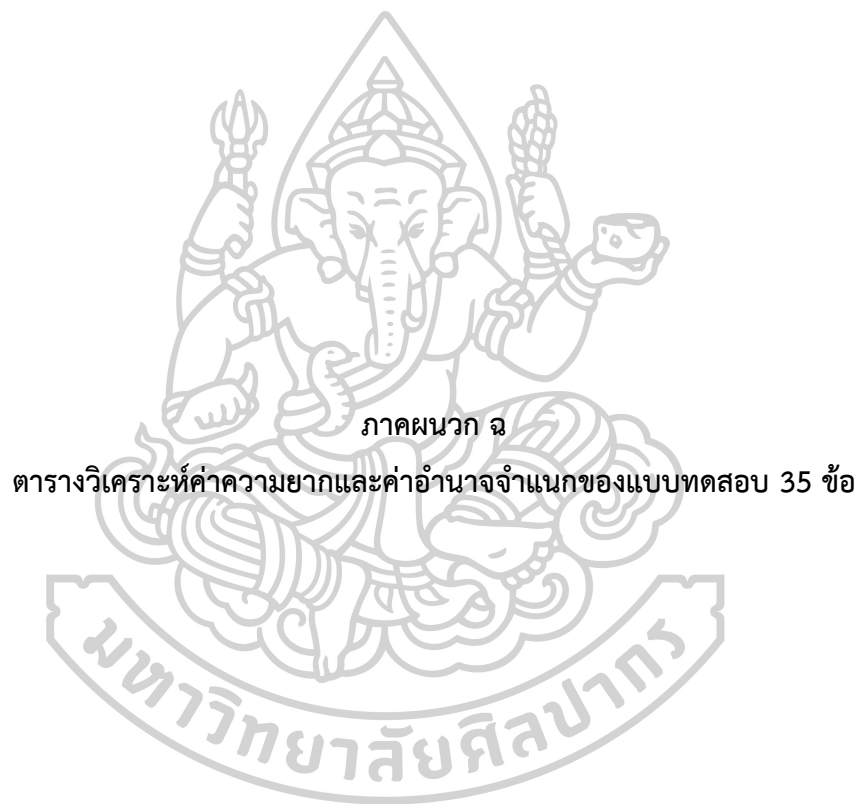 ภาคผนวก ฉ
ตารางวิเคราะห์ค่าความยากและค่าอำนาจจำแนกของแบบทดสอบ 35 ข้อ
มหาวิทยาลัยศิลปากร